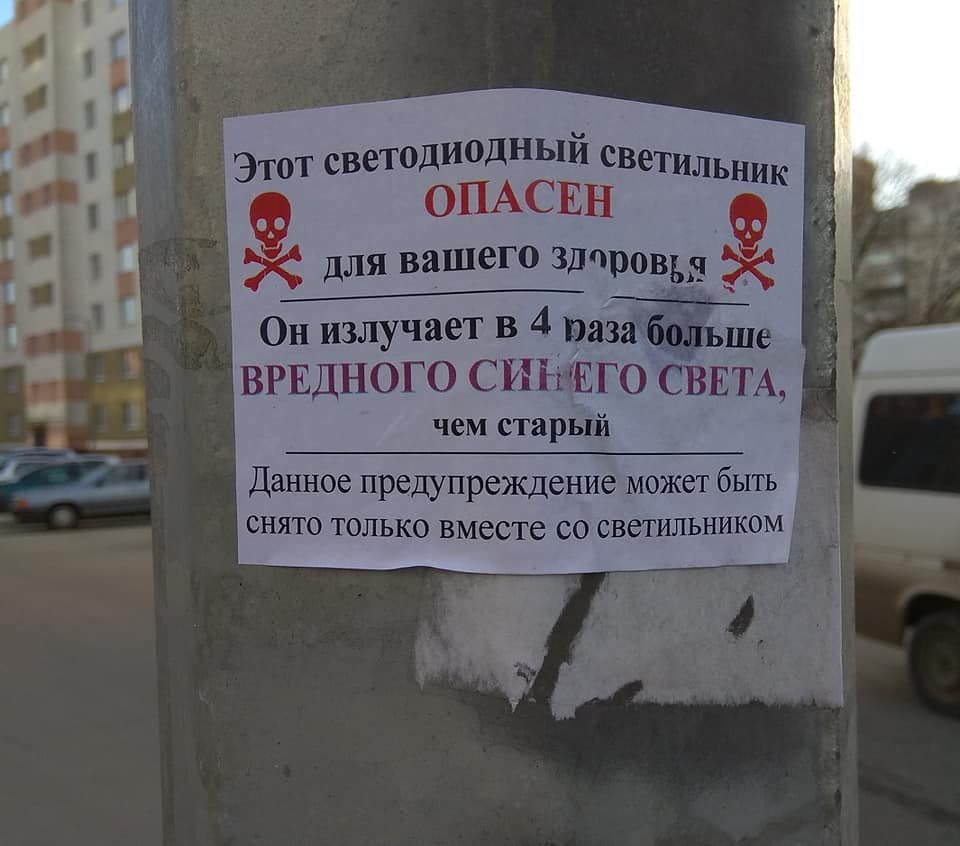 Этот светодиодный светильник
ОПАСЕН
для вашего здоровья
Он излучает в 4 раза больше
ВРЕДНОГО СИНЕГО СВЕТА,
чем старый
Данное предупреждение может быть
снято только вместе со светильником